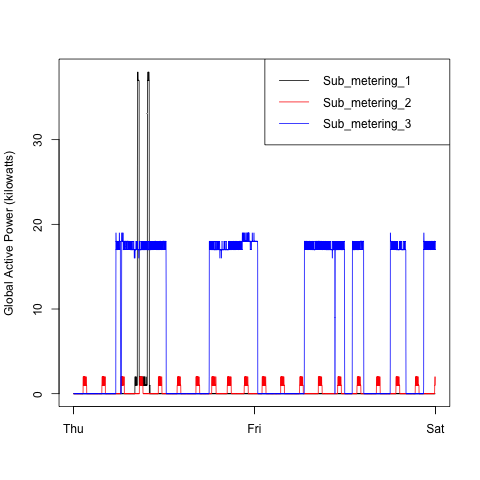 Sub_metering_1
Sub_metering_2
Sub_metering_3
Global Active Power (kilowatts)
30
20
10
0
Thu Fri Sat